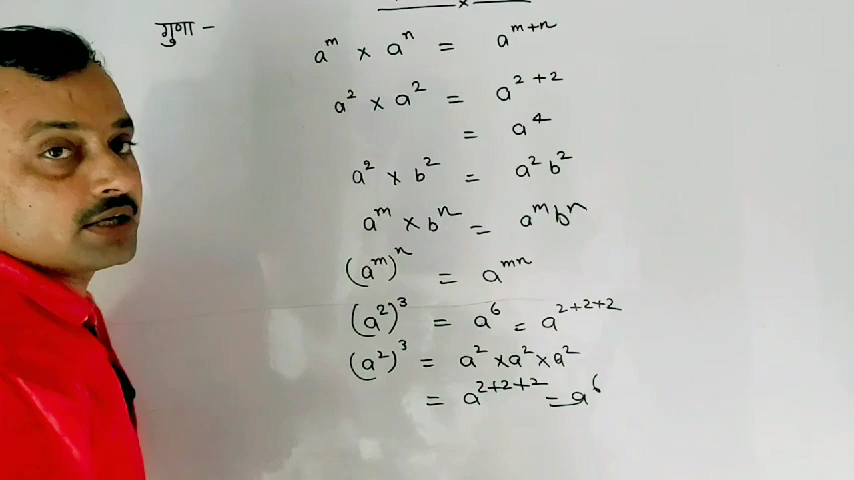 गुणा -
a^m × a^n = a^{m+n}
a^2 × a^2 = a^{2+2}
= a^4
a^2 × b^2 = a^2 b^2
a^m × b^n = a^m b^n
(a^m)^n = a^{mn}
(a^2)^3 = a^6 = a^{2+2+2}
(a^2)^3 = a^2 × a^2 × a^2
= a^{2+2+2} = a^6